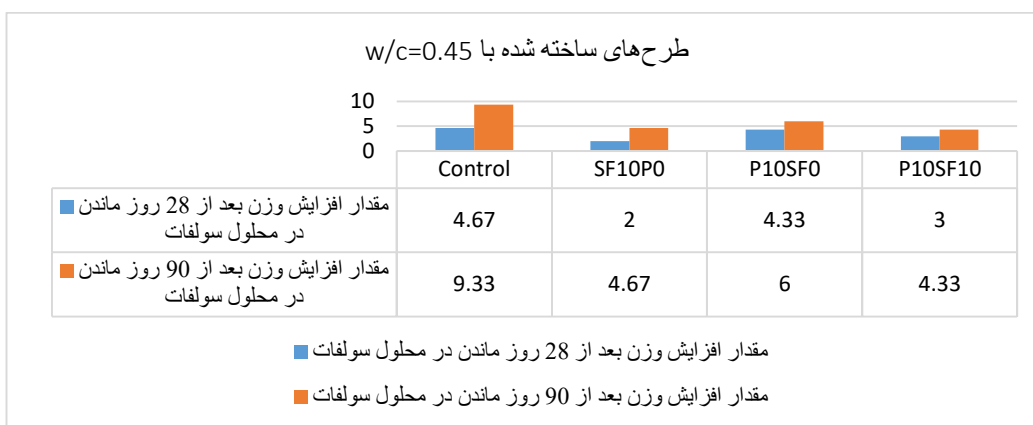 طرح‌های ساخته شده با w/c=0.45
10
5
0
Control SF10P0 P10SF0 P10SF10
مقدار افزایش وزن بعد از 28 روز ماندن
در محلول سولفات
4.67 2 4.33 3
مقدار افزایش وزن بعد از 90 روز ماندن
در محلول سولفات
9.33 4.67 6 4.33
مقدار افزایش وزن بعد از 28 روز ماندن در محلول سولفات
مقدار افزایش وزن بعد از 90 روز ماندن در محلول سولفات